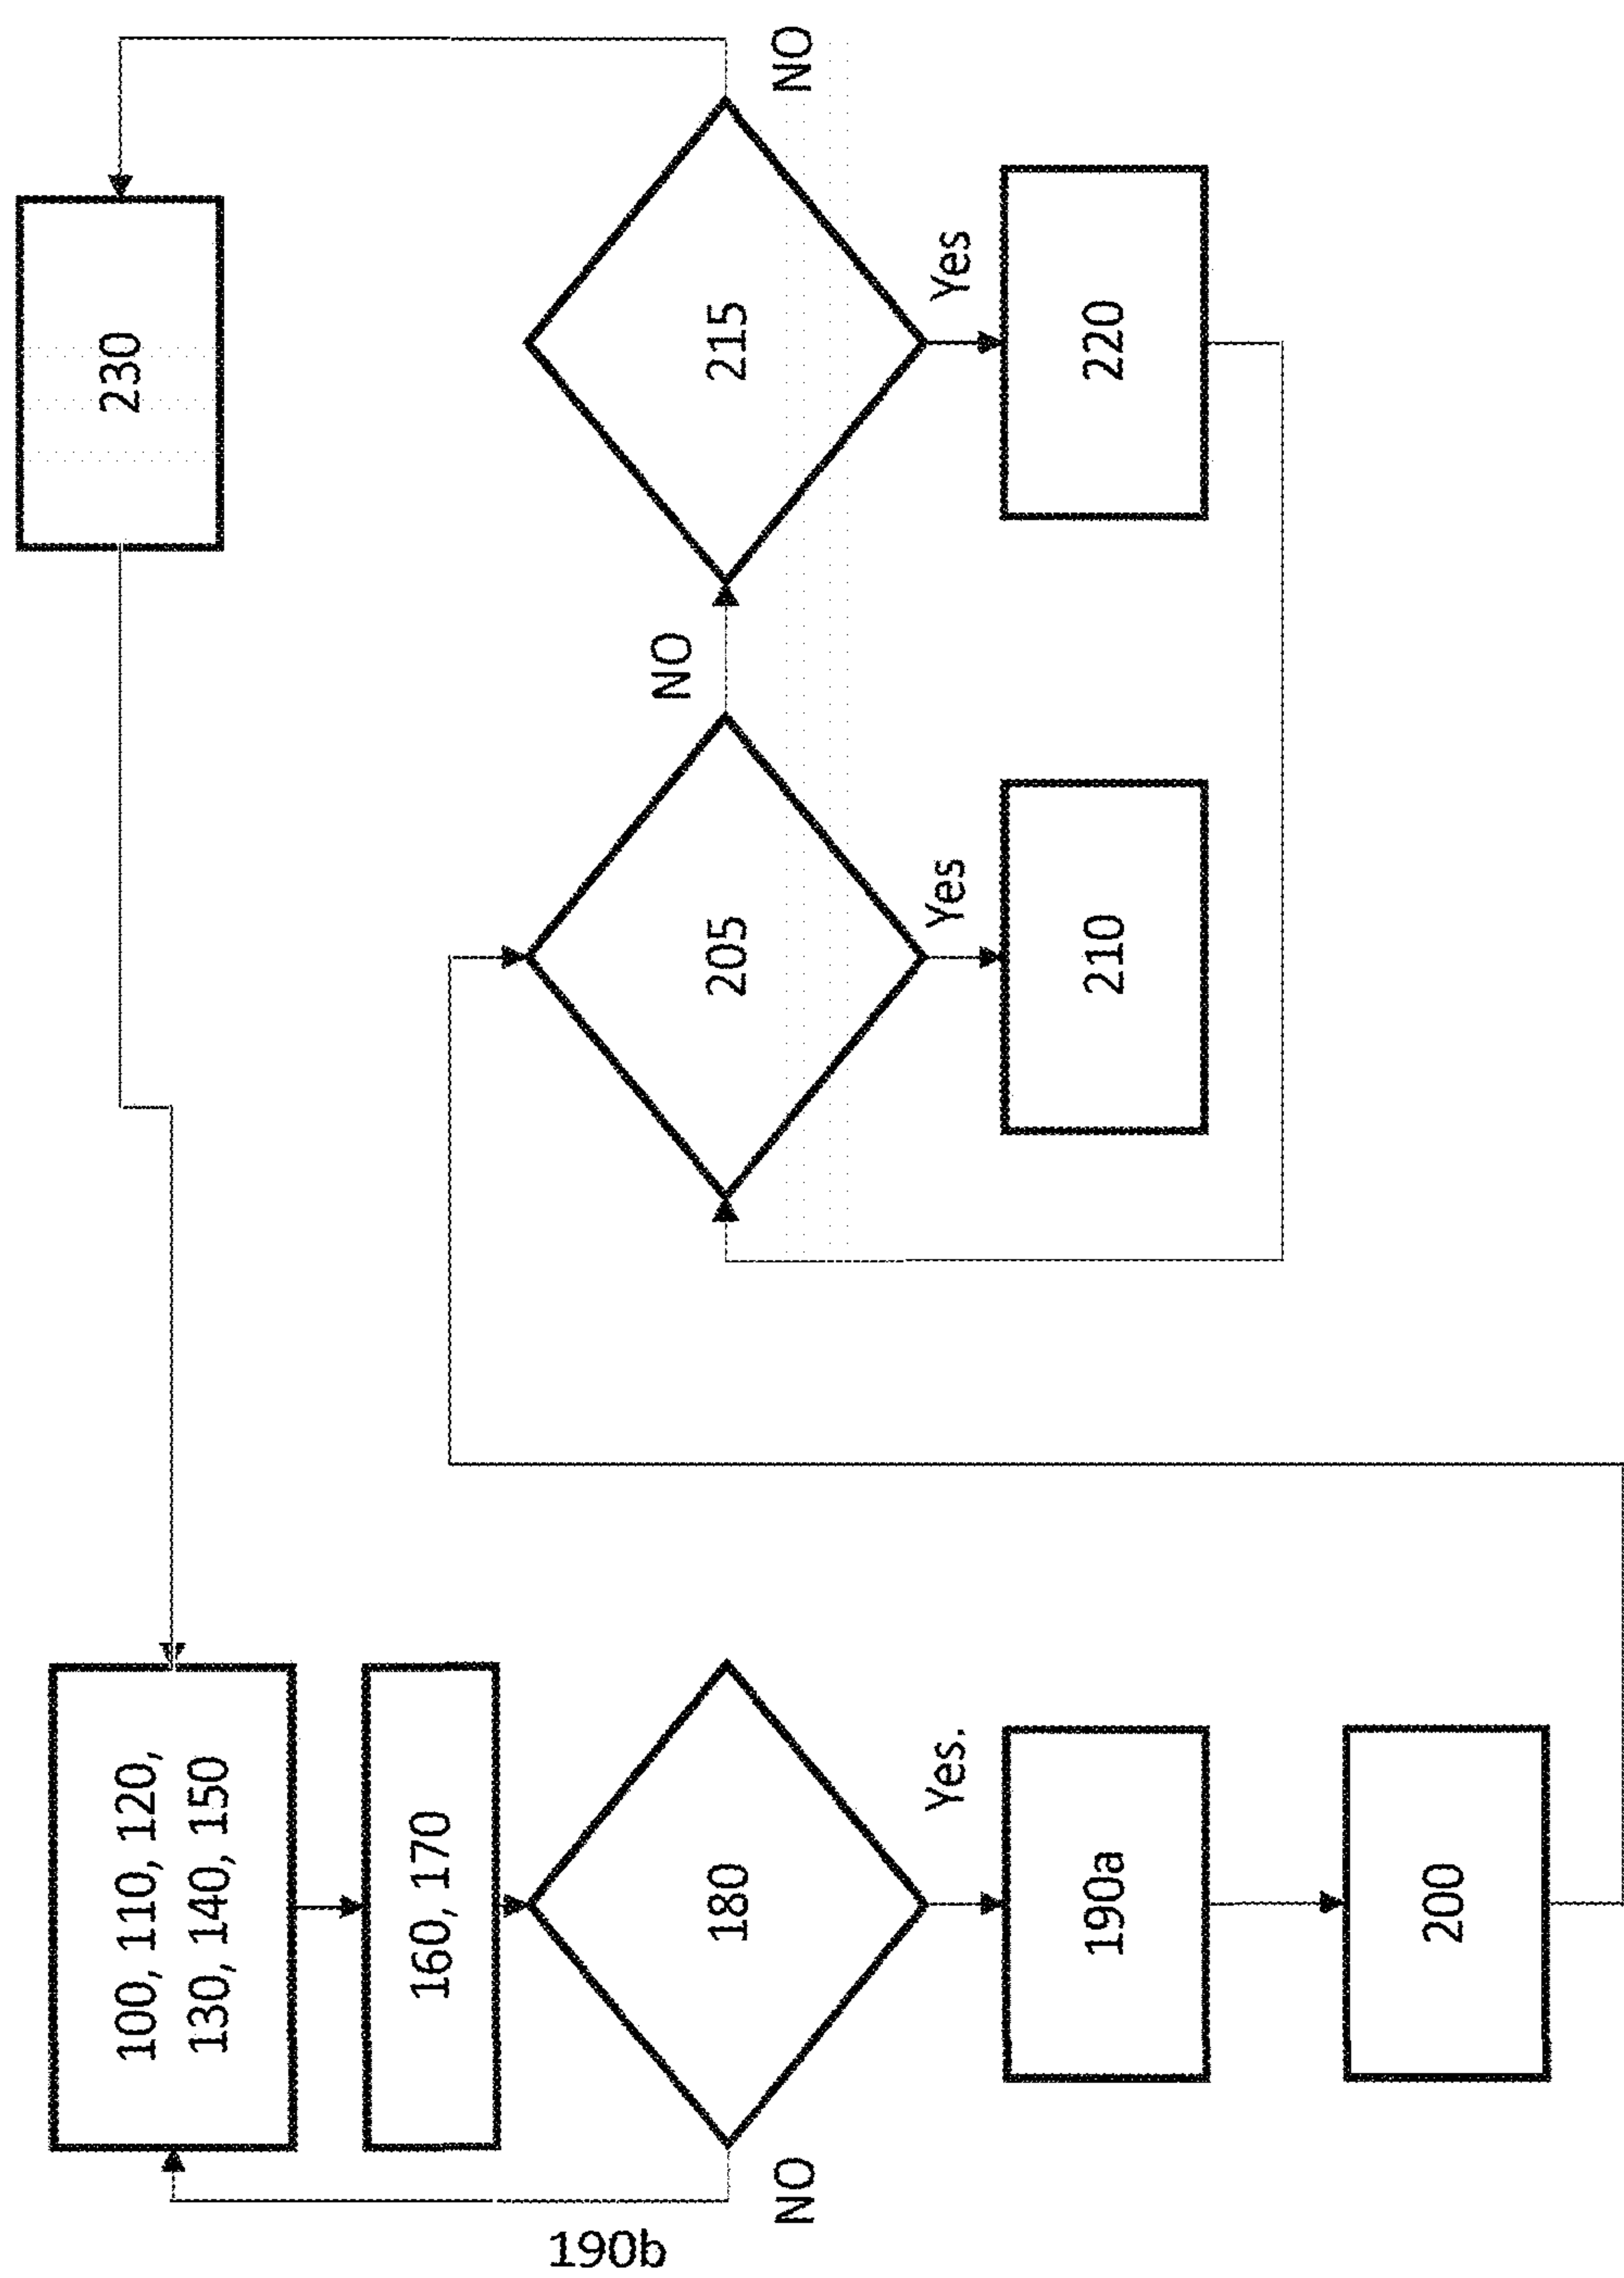 100, 110, 120,
130, 140, 150
160, 170
180
NO
190b
Yes.
190a
200
205
NO
Yes
210
215
NO
Yes
220
230